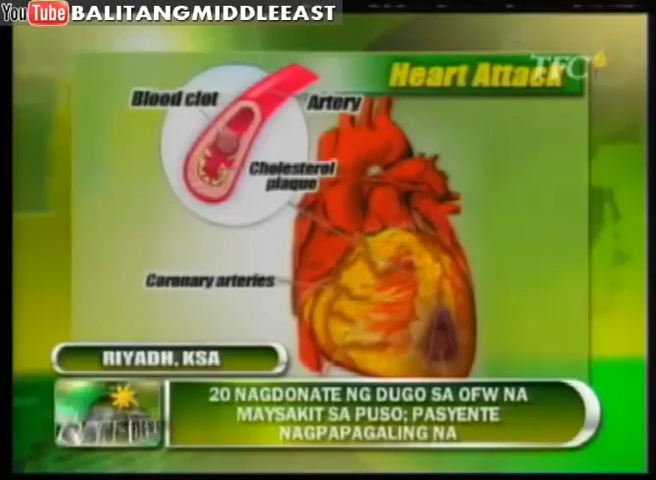 YouTube BALITANGMIDDLEEAST
Heart Attack
TFC
Blood clot
Artery
Cholesterol
plaque
Coronary arteries
RIYADH, KSA
20 NAGDONATE NG DUGO SA OFW NA
MAYSAKIT SA PUSO; PASYENTE
NAGPAPAGALING NA